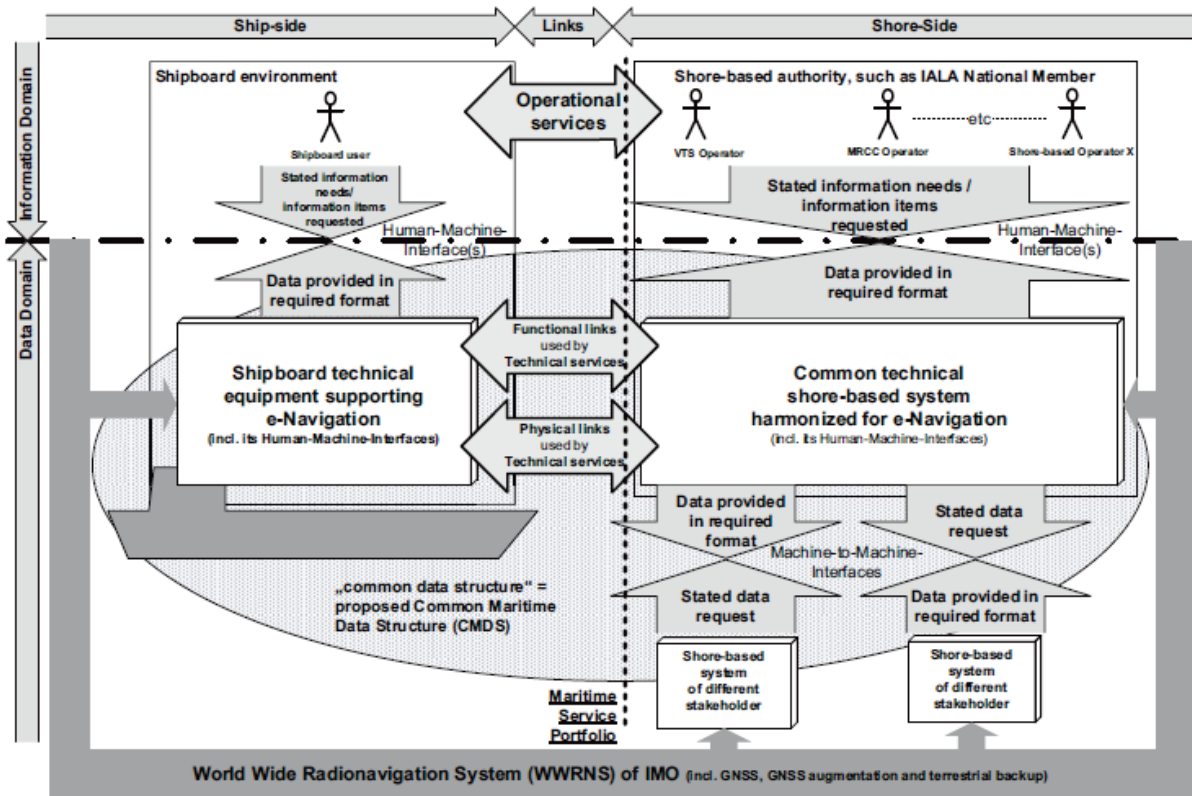 Ship-side
Links
Shore-Side
Information Domain
Data Domain
Shipboard environment
Shipboard user
Operational
services
Shore-based authority, such as IALA National Member
VTS Operator
MRCC Operator
etc
Shore-based Operator X
Stated information
needs/
information items
requested
Human-Machine-
Interface(s)
Data provided in
required format
Stated information needs /
information items
requested
Human-Machine-
Interface(s)
Data provided in
required format
Shipboard technical
equipment supporting
e-Navigation
(incl. its Human-Machine-Interfaces)
Functional links
used by
Technical services
Physical links
used by
Technical services
Common technical
shore-based system
harmonized for e-Navigation
(incl. its Human-Machine-Interfaces)
Data provided
in required
format
Stated data
request
Machine-to-Machine-
Interfaces
Stated data
request
Data provided in
required format
„common data structure“ =
proposed Common Maritime
Data Structure (CMDS)
Shore-based
system
of different
stakeholder
Shore-based
system
of different
stakeholder
Maritime
Service
Portfolio
World Wide Radionavigation System (WWRNS) of IMO (incl. GNSS, GNSS augmentation and terrestrial backup)